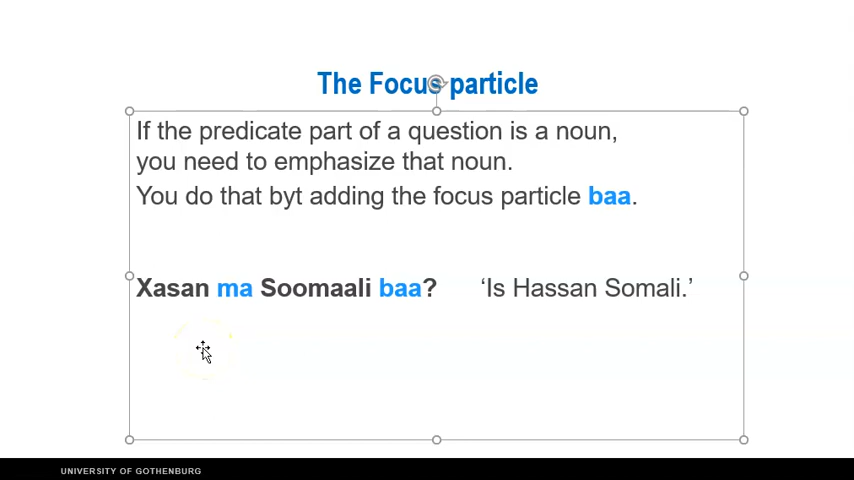 The Focus particle
If the predicate part of a question is a noun,
you need to emphasize that noun.
You do that byt adding the focus particle baa.
Xasan ma Soomaali baa? ‘Is Hassan Somali.’
UNIVERSITY OF GOTHENBURG